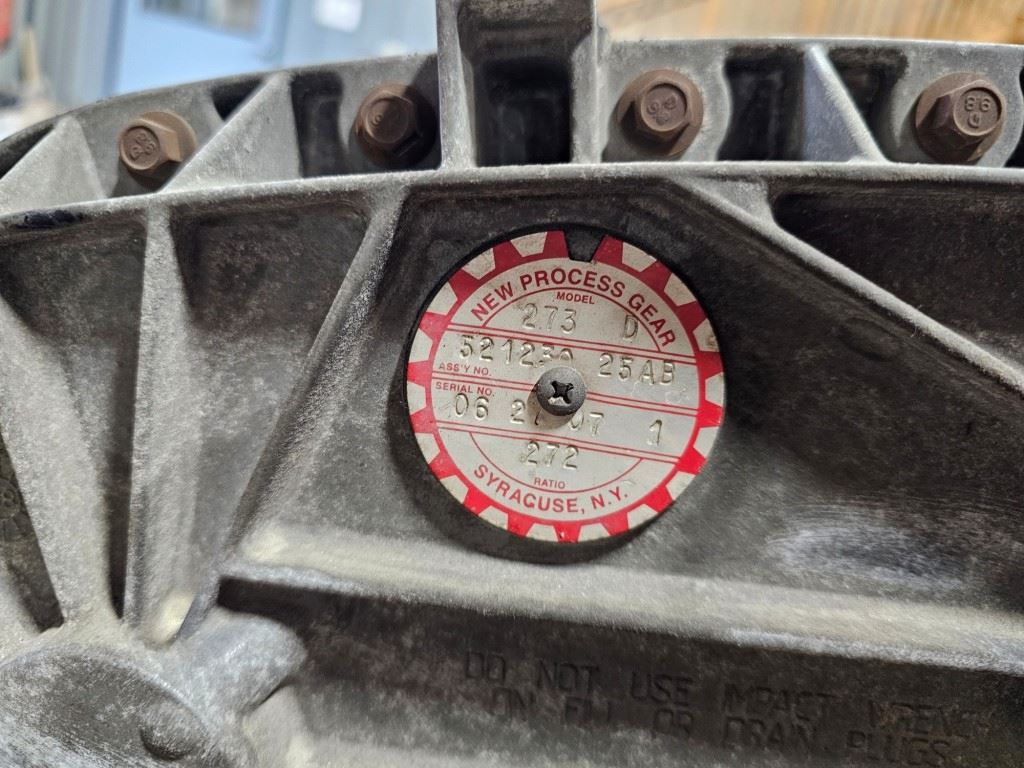 NEW PROCESS GEAR
MODEL
273 D
25AB
ASS'Y NO.
SERIAL NO.
06 07 1
272
RATIO
SYRACUSE, N.Y.
DO NOT USE IMPACT
ON FILL OR DRAIN PLUGS